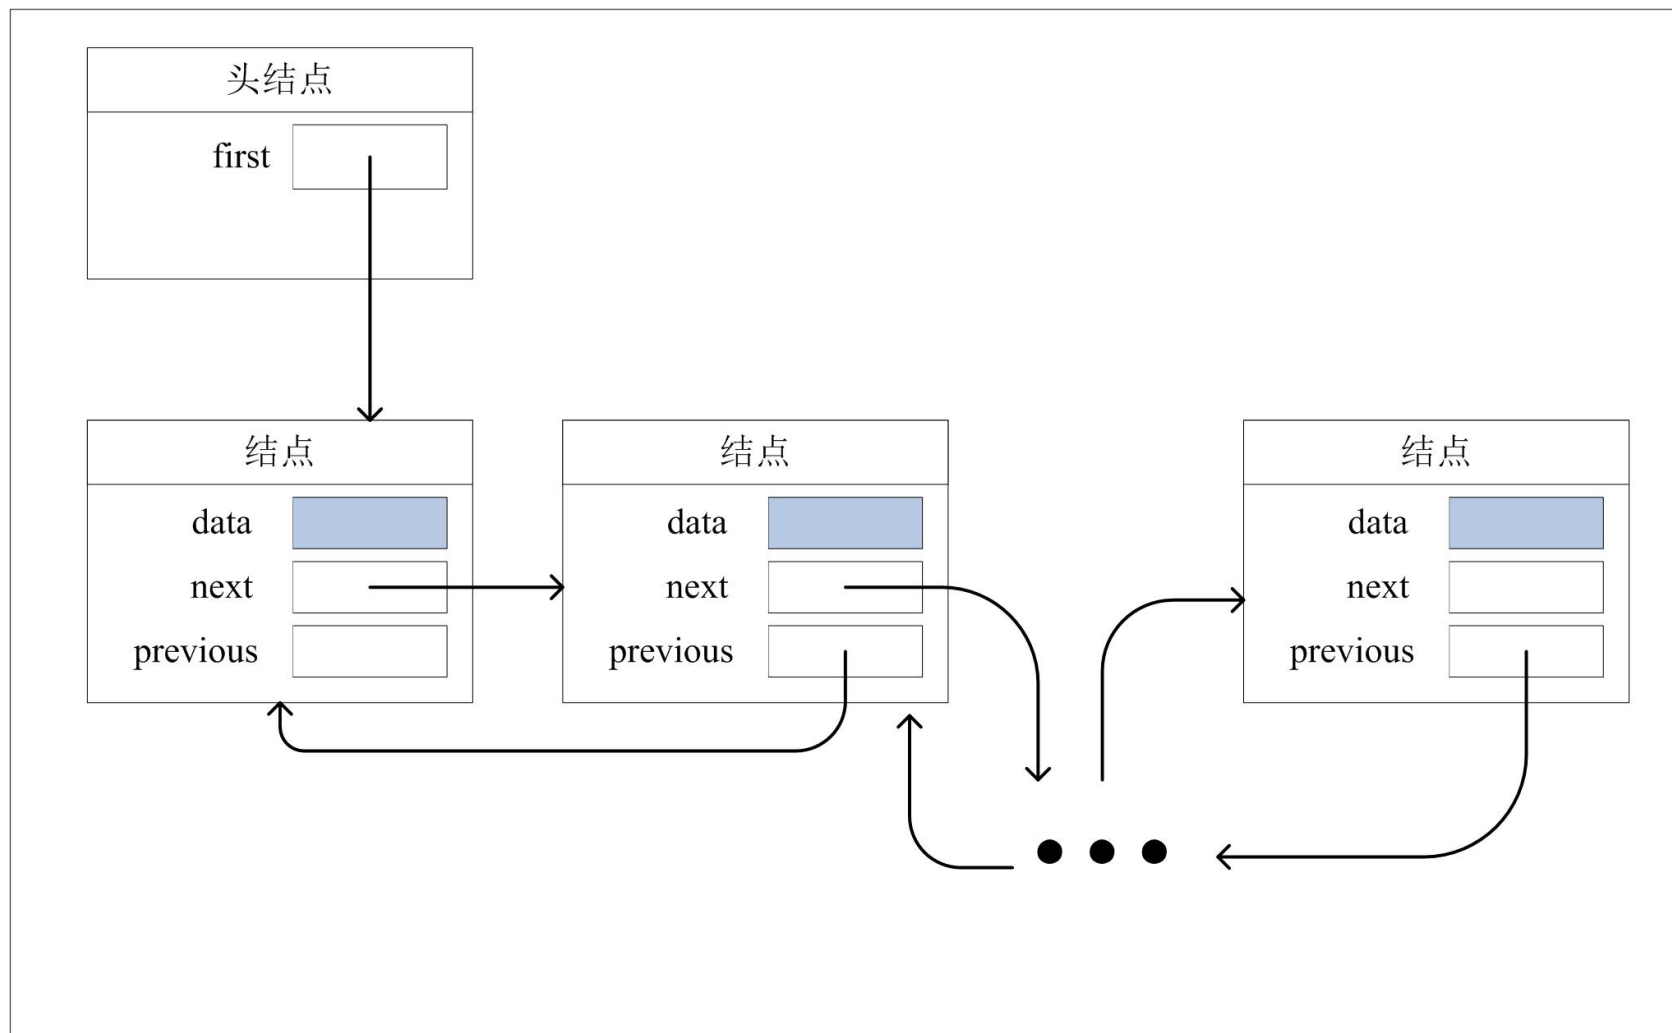 头结点
first
结点
data
next
previous
结点
data
next
previous
结点
data
next
previous